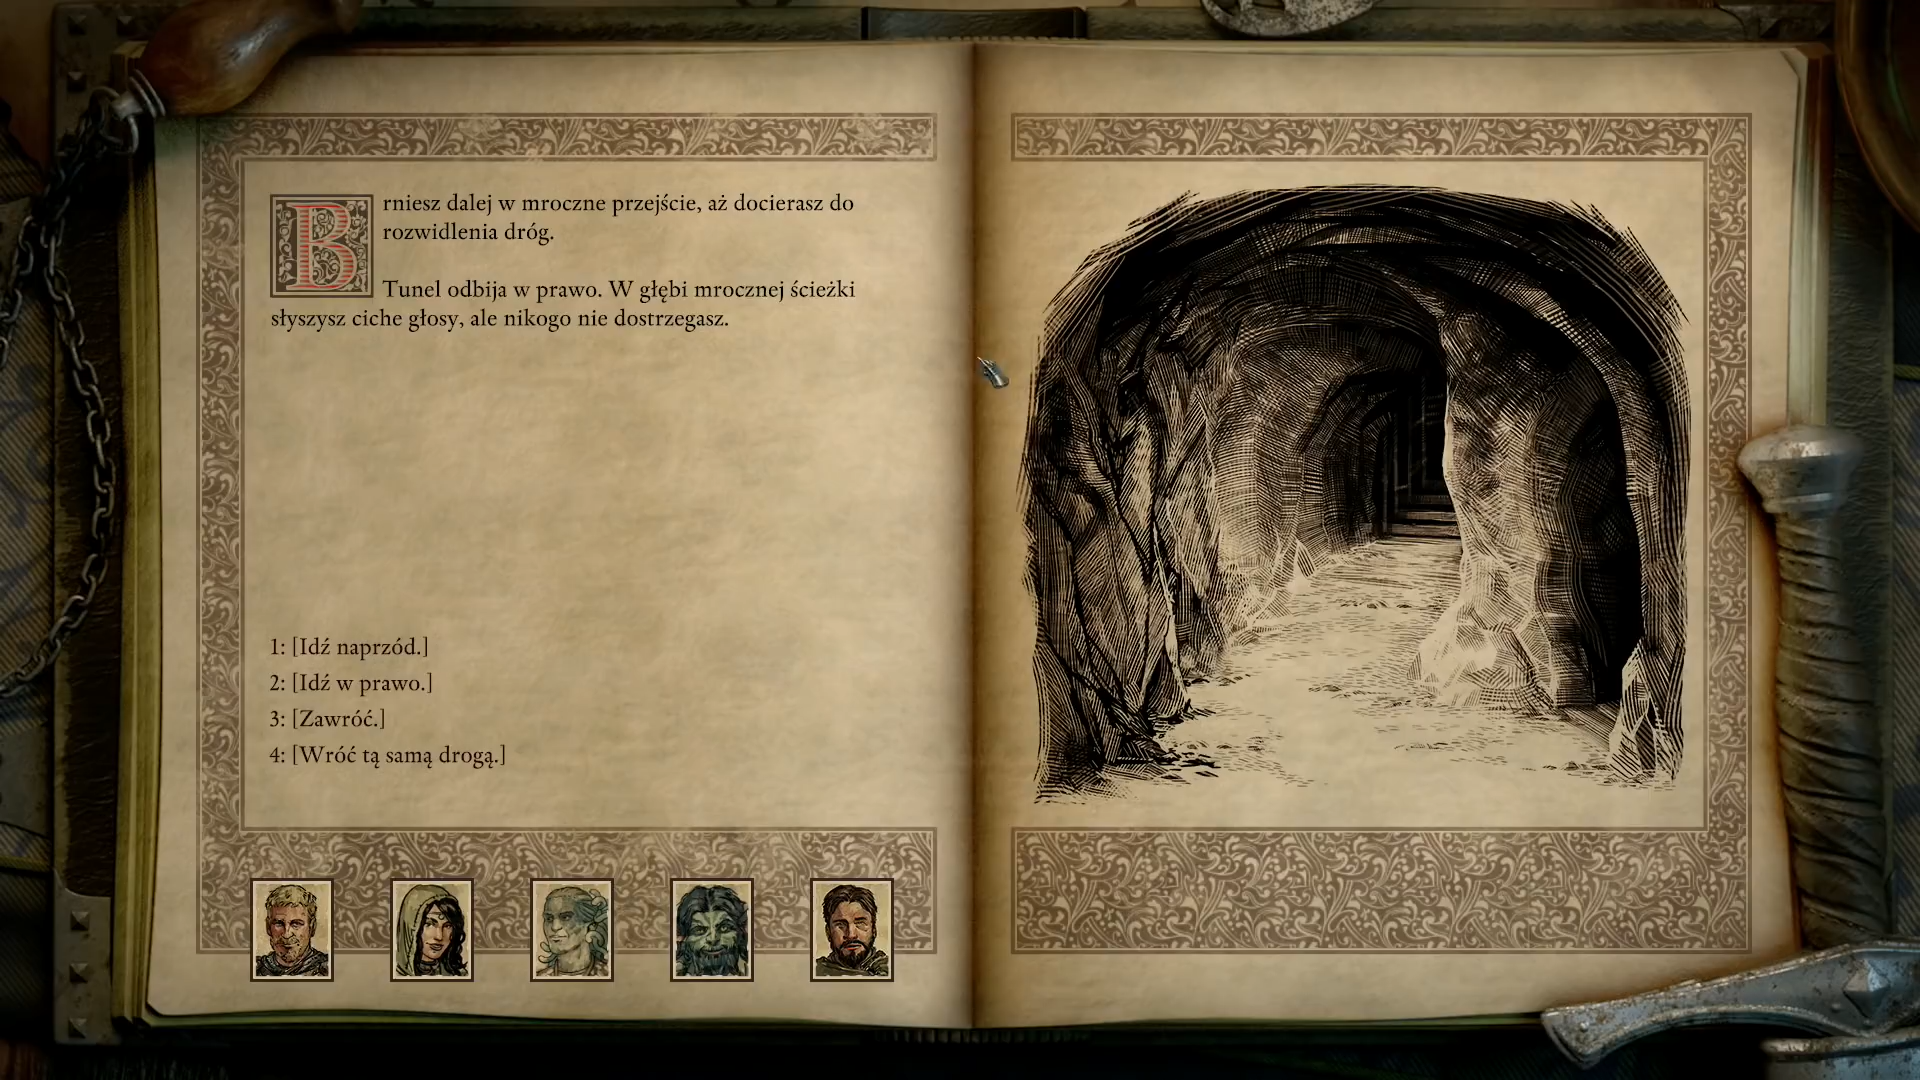 Brniesz dalej w mroczne przejście, aż docierasz do
rozwidlenia dróg.
Tunel odbija w prawo. W głębi mrocznej ścieżki
słyszysz ciche głosy, ale nikogo nie dostrzegasz.
1: [Idź naprzód.]
2: [Idź w prawo.]
3: [Zawróć.]
4: [Wróć tą samą drogą.]